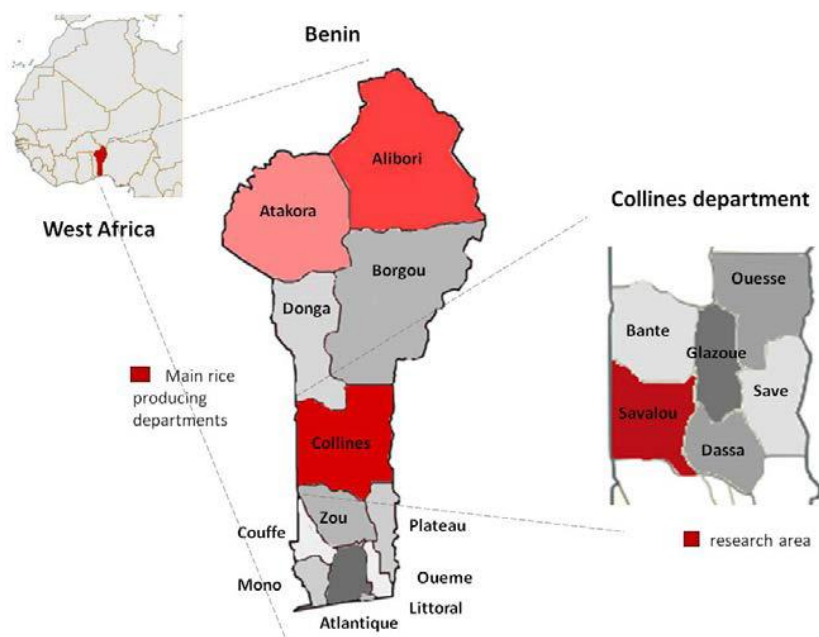 Benin
West Africa
Alibori
Atakora
Borgou
Donga
Main rice
producing
departments
Collines
Zou
Couffe
Plateau
Mono
Oueme
Littoral
Atlantique
Collines department
Ouesse
Bante
Glazoue
Save
Savalou
Dassa
research area